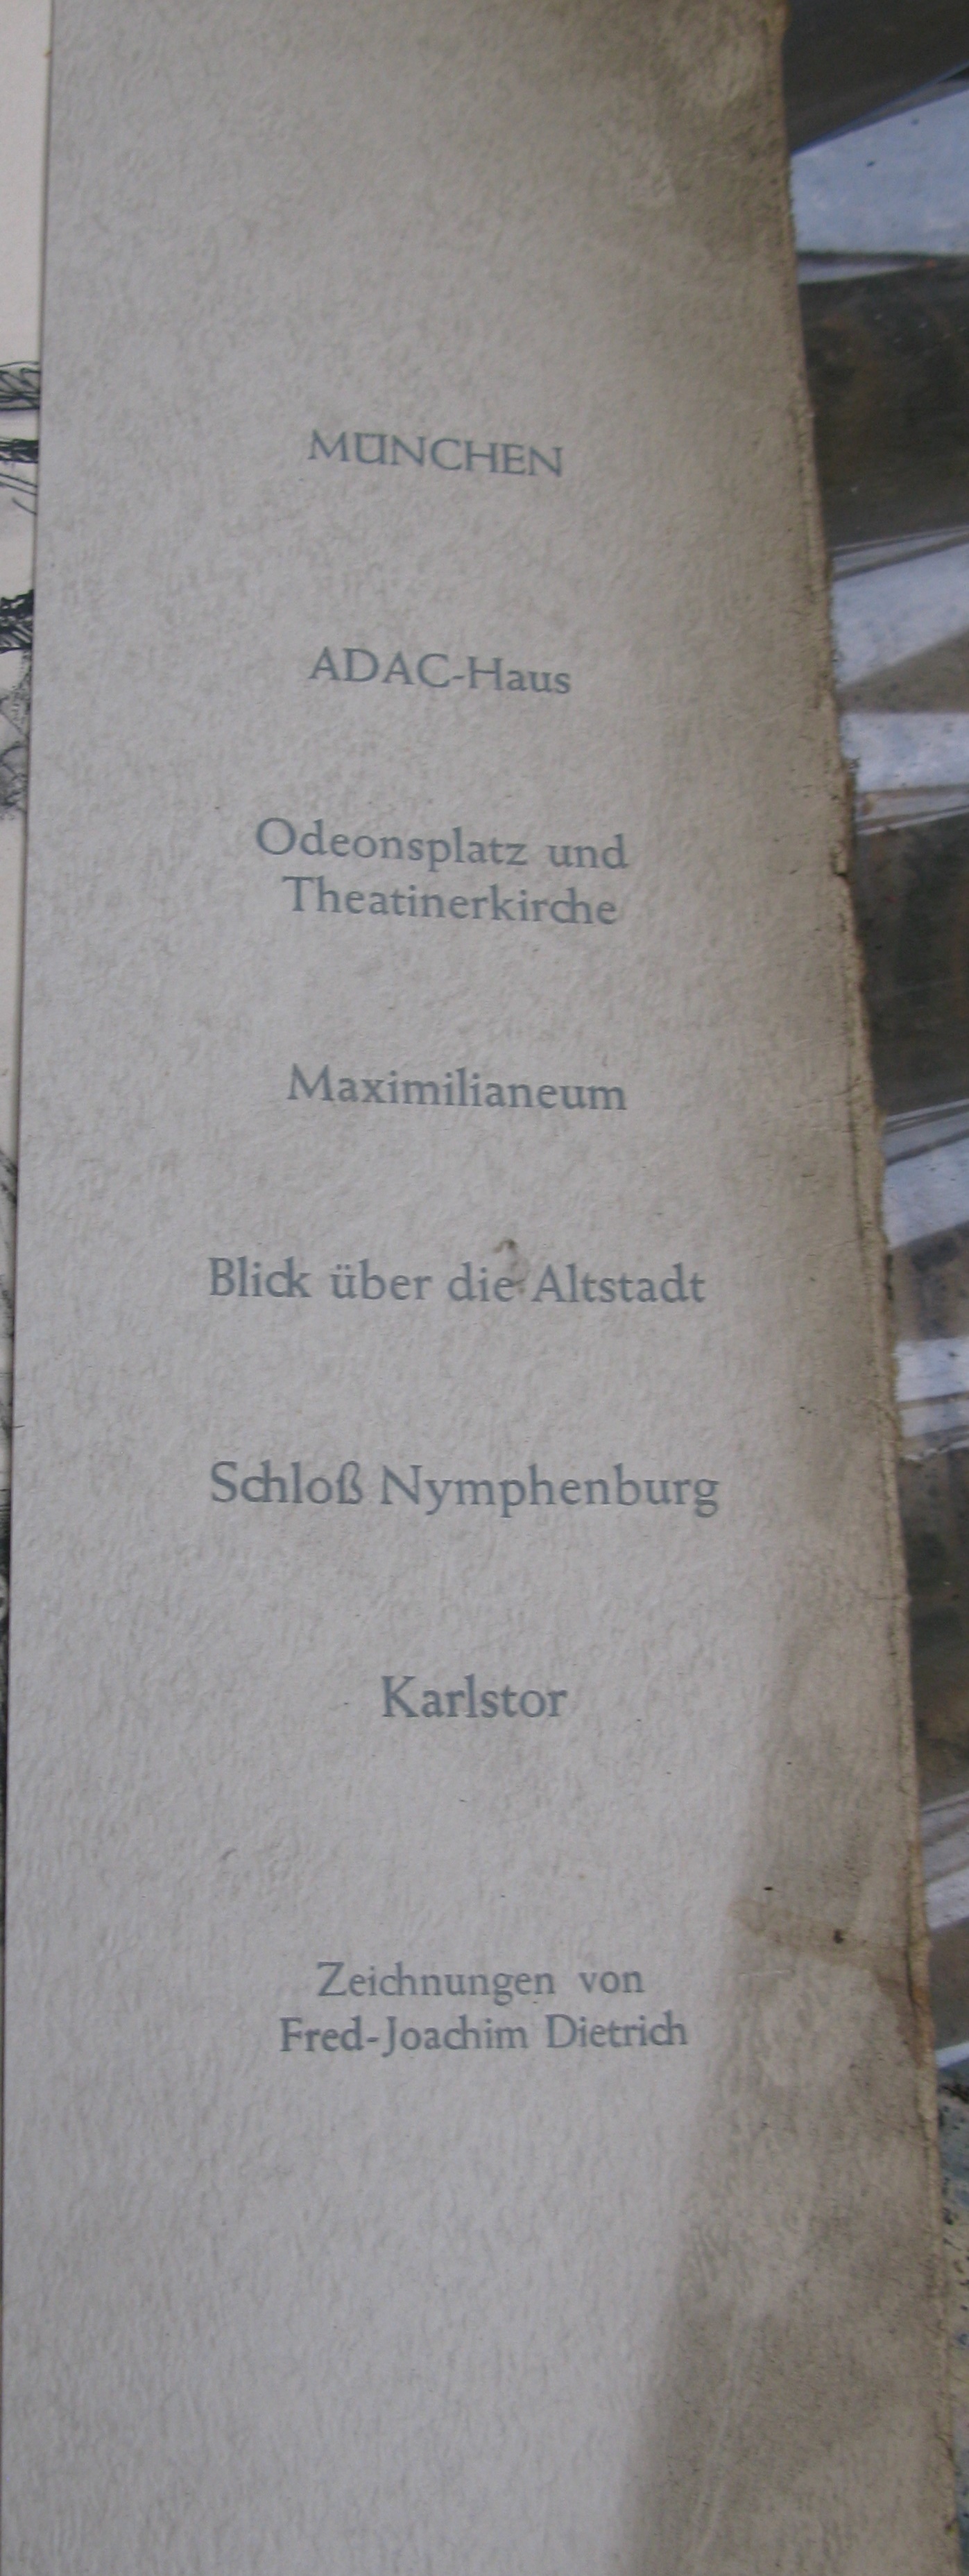 MÜNCHEN
ADAC-Haus
Odeonsplatz und
Theatinerkirche
Maximilianeum
Blick über die Altstadt
Schloß Nymphenburg
Karlstor
Zeichnungen von
Fred-Joachim Dietrich